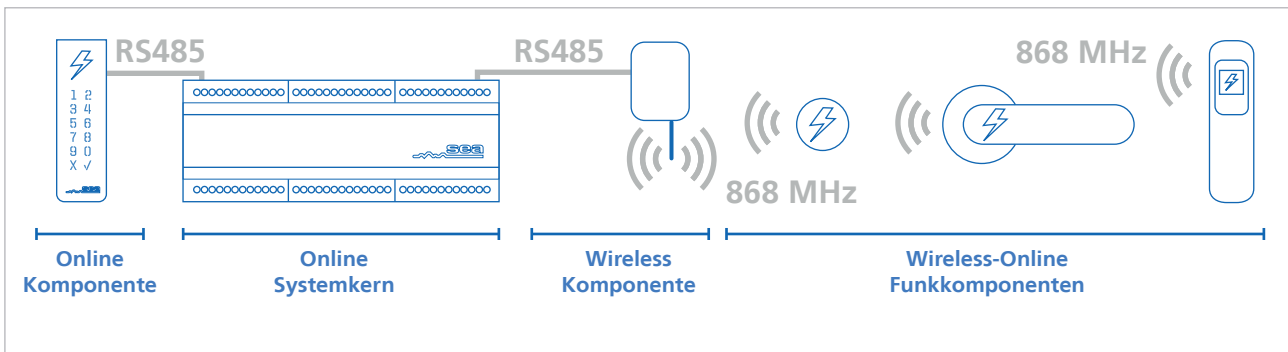 RS485
RS485
868 MHz
1 2
3 4
5 6
7 8
9 0
X √
sea
sea
868 MHz
Online
Komponente
Online
Systemkern
Wireless
Komponente
Wireless-Online
Funkkomponenten